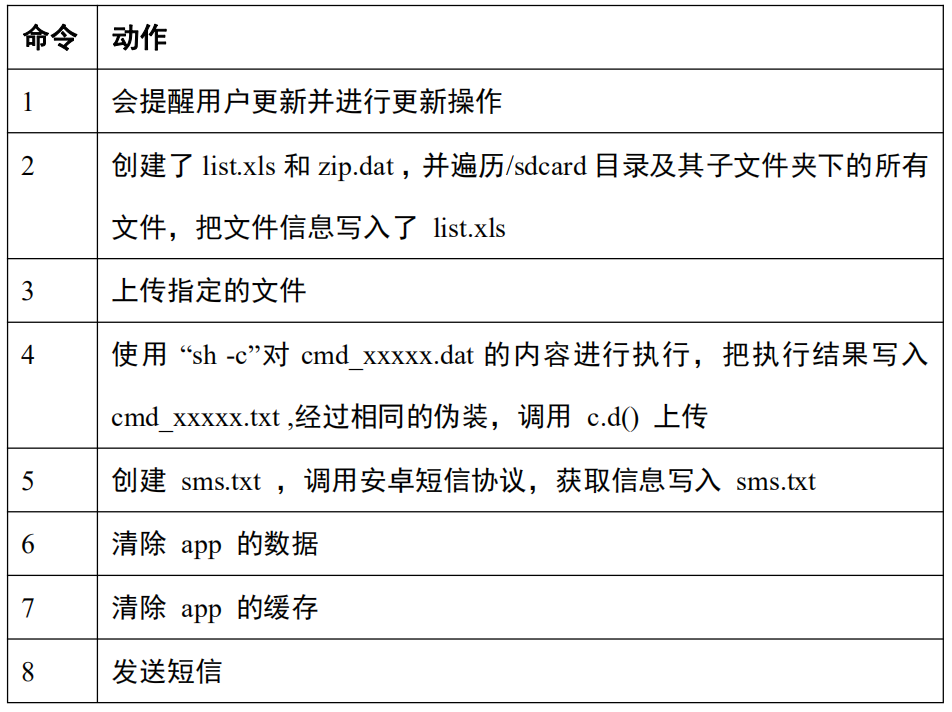 命令 动作
1 会提醒用户更新并进行更新操作
2 创建了 list.xls 和 zip.dat，并遍历/sdcard 目录及其子文件夹下的所有
文件，把文件信息写入了 list.xls
3 上传指定的文件
4 使用 “sh -c”对 cmd_xxxxx.dat 的内容进行执行，把执行结果写入
cmd_xxxxx.txt ,经过相同的伪装，调用 c.d() 上传
5 创建 sms.txt ，调用安卓短信协议，获取信息写入 sms.txt
6 清除 app 的数据
7 清除 app 的缓存
8 发送短信